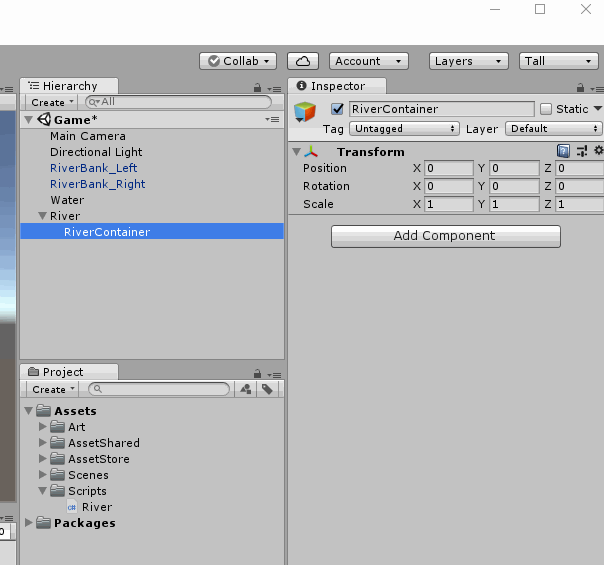 Collab Account Layers Tall
Hierarchy
Create All
Game*
Main Camera
Directional Light
RiverBank_Left
RiverBank_Right
Water
River
RiverContainer
Project
Create
Assets
Art
AssetShared
AssetStore
Scenes
Scripts
c# River
Packages
0
Inspector
RiverContainer Static
Tag Untagged Layer Default
Transform
Position X 0 Y 0 Z 0
Rotation X 0 Y 0 Z 0
Scale X 1 Y 1 Z 1
Add Component